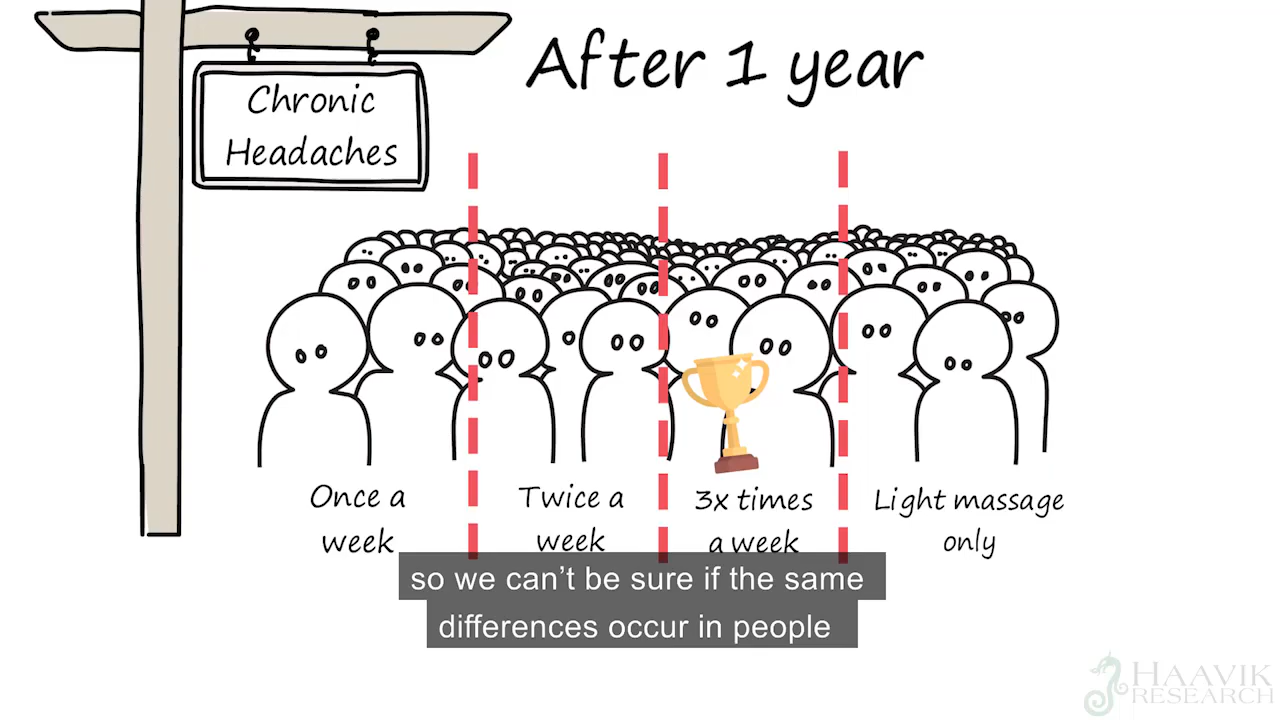 Chronic
Headaches
After 1 year
Once a
week
Twice a
week
3x times
a week
Light massage
only
so we can't be sure if the same
differences occur in people
HAAVIK
RESEARCH